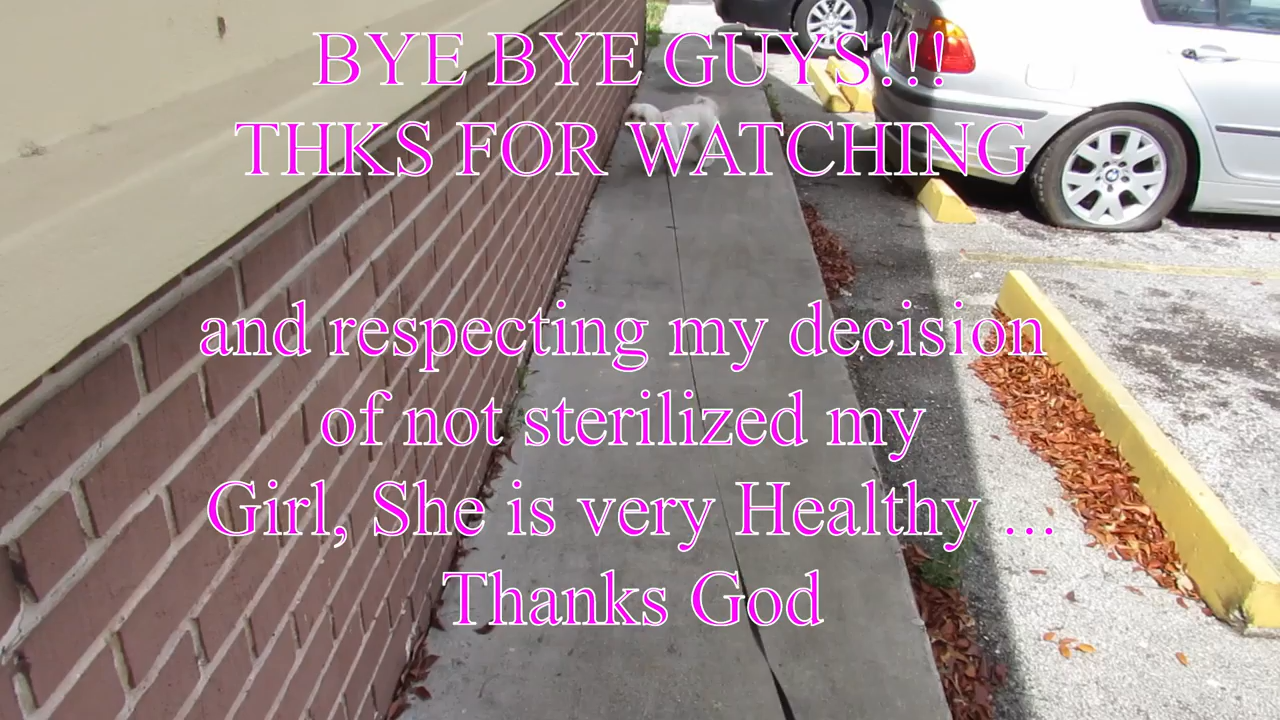 BYE BYE GUYS!!!
THKS FOR WATCHING
and respecting my decision
of not sterilized my
Girl, She is very Healthy ...
Thanks God